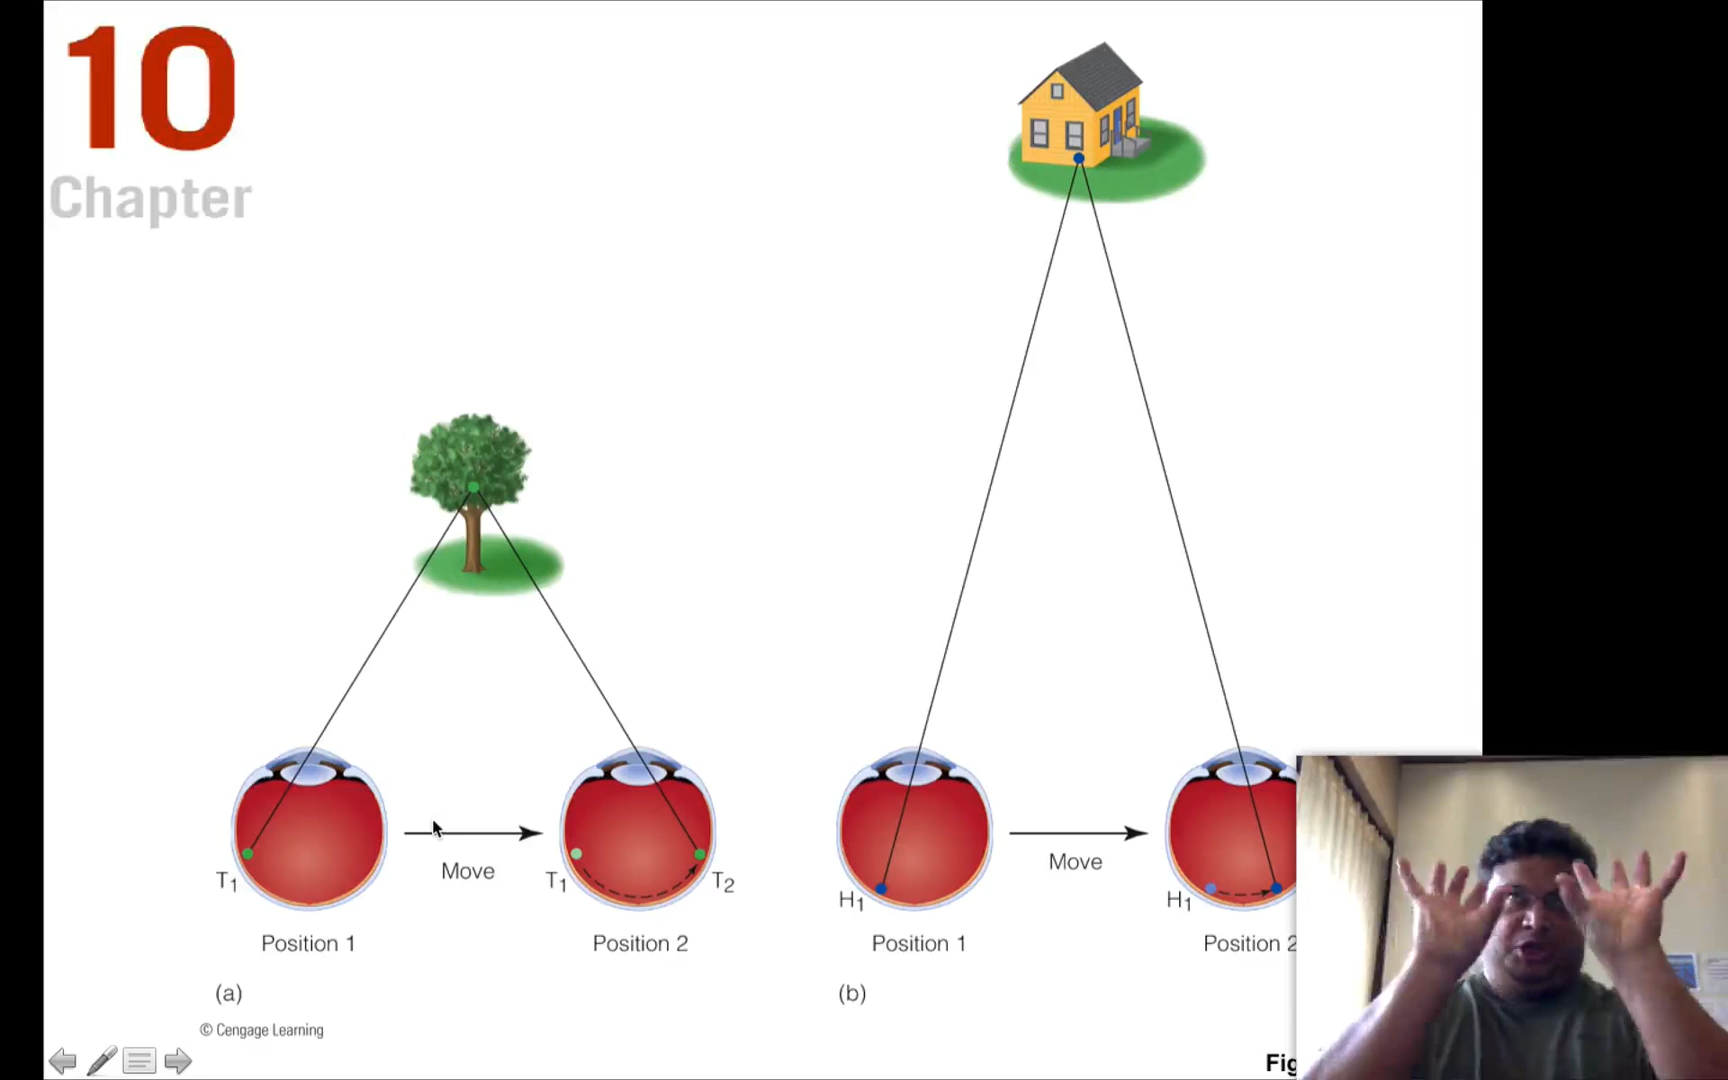 10
Chapter
T1
Move
T1
T2
H1
Move
H1
Position 1
Position 2
Position 1
Position 2
(a)
(b)
© Cengage Learning
Fig